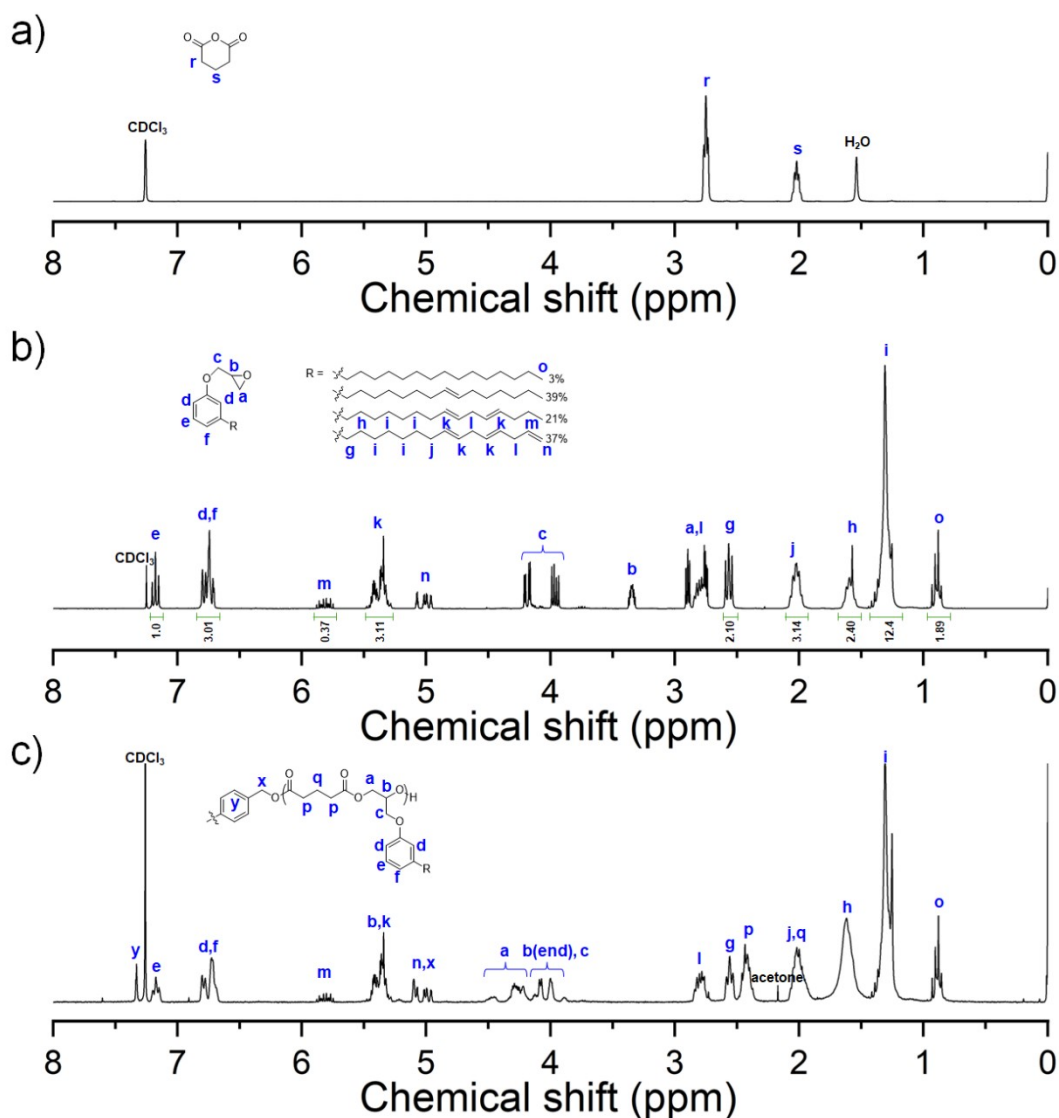 a)
O O O
r
s
CDCl3
r
s
H2O
8 7 6 5 4 3 2 1 0
Chemical shift (ppm)
b)
c b O
O a
d d
e
f R
R =
o
3%
39%
21%
h i i k l k m
37%
g i i j k k l n
CDCl3
e
d,f
m
k
n
c
b
a,l
g
j
h
i
o
1.0 3.01 0.37 3.11 2.10 3.14 2.40 12.4 1.89
8 7 6 5 4 3 2 1 0
Chemical shift (ppm)
c)
CDCl3
x O q O a b O H
y O p p O c
O
d d
e
f R
y
e
d,f
m
b,k
n,x
a
b(end), c
l
g
p
acetone
j,q
h
i
o
8 7 6 5 4 3 2 1 0
Chemical shift (ppm)